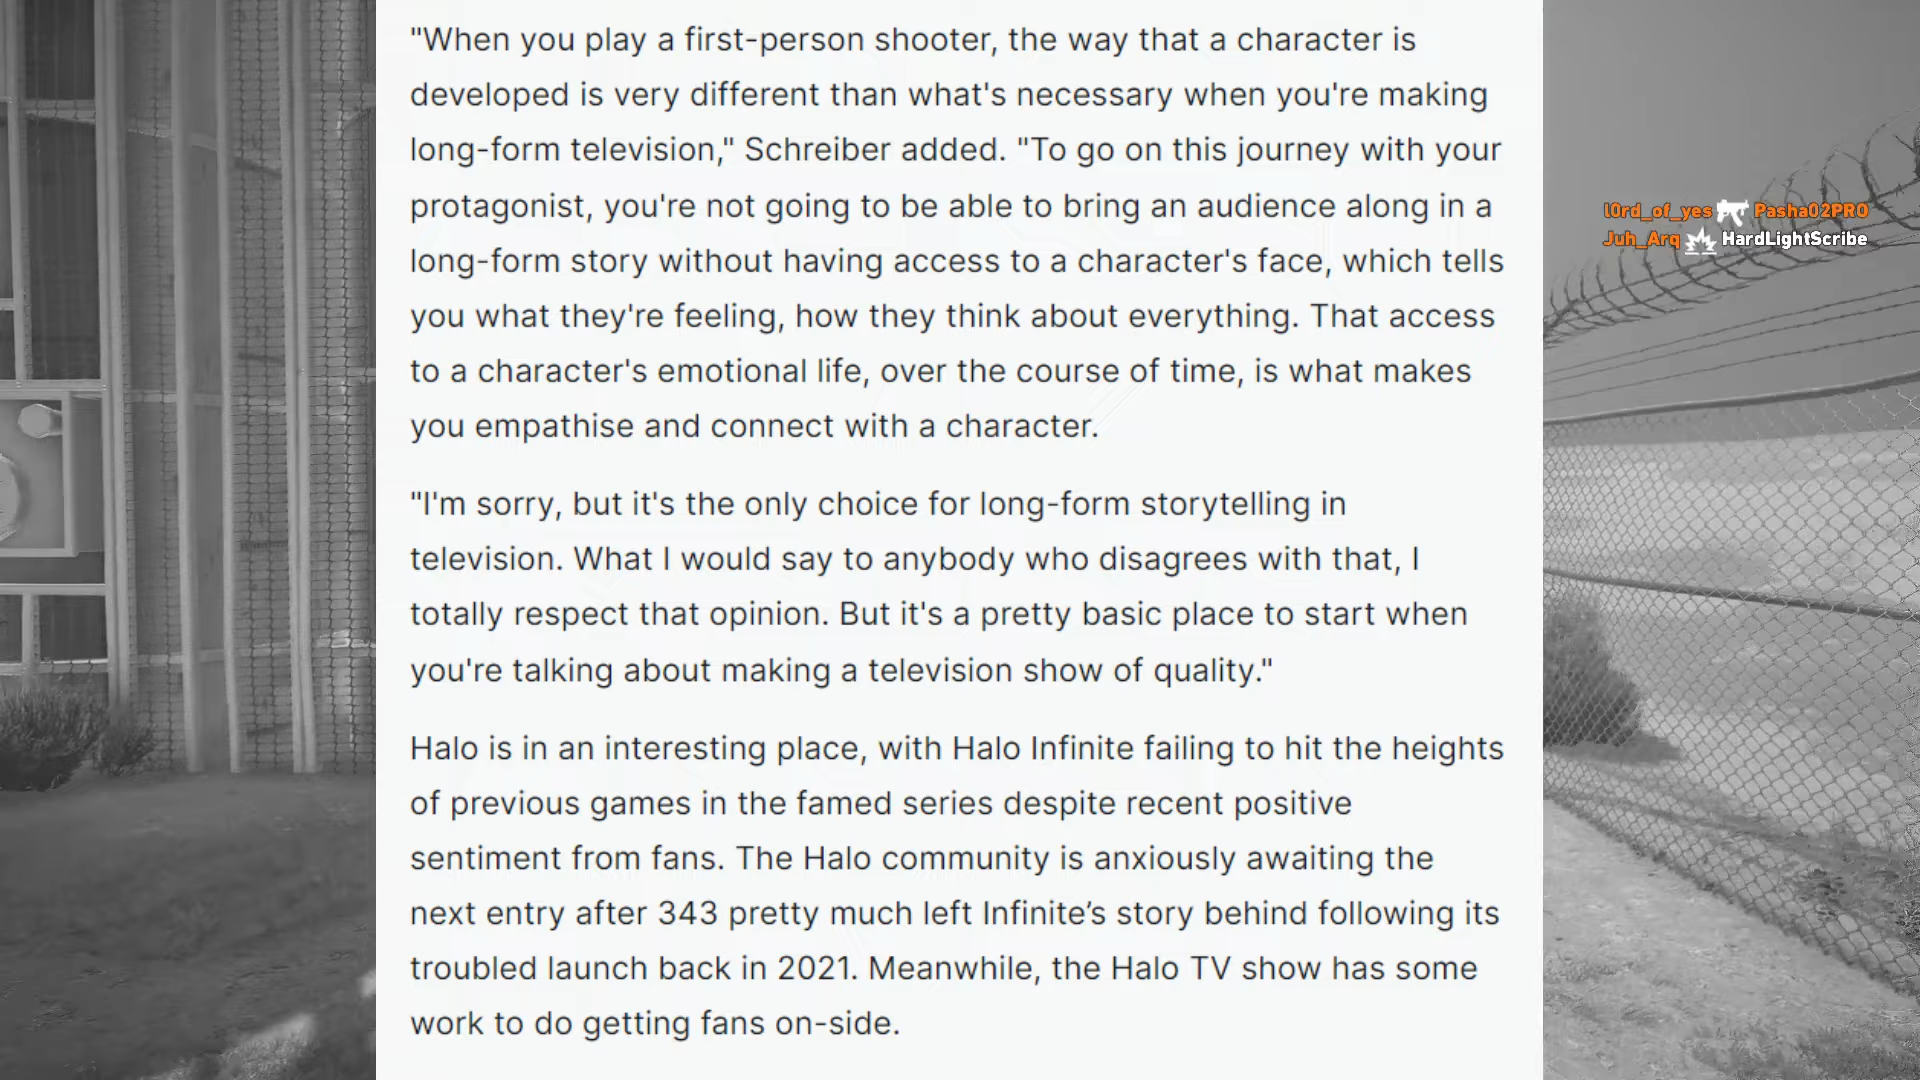 "When you play a first-person shooter, the way that a character is
developed is very different than what's necessary when you're making
long-form television," Schreiber added. "To go on this journey with your
protagonist, you're not going to be able to bring an audience along in a
long-form story without having access to a character's face, which tells
you what they're feeling, how they think about everything. That access
to a character's emotional life, over the course of time, is what makes
you empathise and connect with a character.
"I'm sorry, but it's the only choice for long-form storytelling in
television. What I would say to anybody who disagrees with that, I
totally respect that opinion. But it's a pretty basic place to start when
you're talking about making a television show of quality."
Halo is in an interesting place, with Halo Infinite failing to hit the heights
of previous games in the famed series despite recent positive
sentiment from fans. The Halo community is anxiously awaiting the
next entry after 343 pretty much left Infinite’s story behind following its
troubled launch back in 2021. Meanwhile, the Halo TV show has some
work to do getting fans on-side.
l0rd_of_yes Pasha02PRO
Juh_Arq HardLightScribe